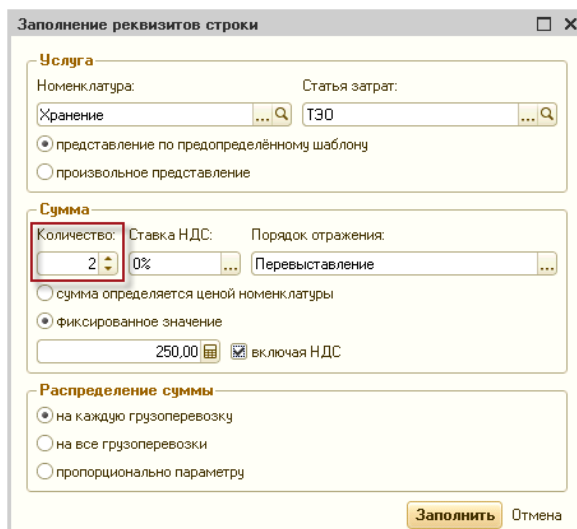 Заполнение реквизитов строки
Услуга
Номенклатура: Статья затрат:
Хранение ... ТЭО ...
представление по предопределённому шаблону
произвольное представление
Сумма
Количество: Ставка НДС: Порядок отражения:
2 0% ... Перевыставление ...
сумма определяется ценой номенклатуры
фиксированное значение
250,00 включая НДС
Распределение суммы
на каждую грузоперевозку
на все грузоперевозки
пропорционально параметру
Заполнить Отмена